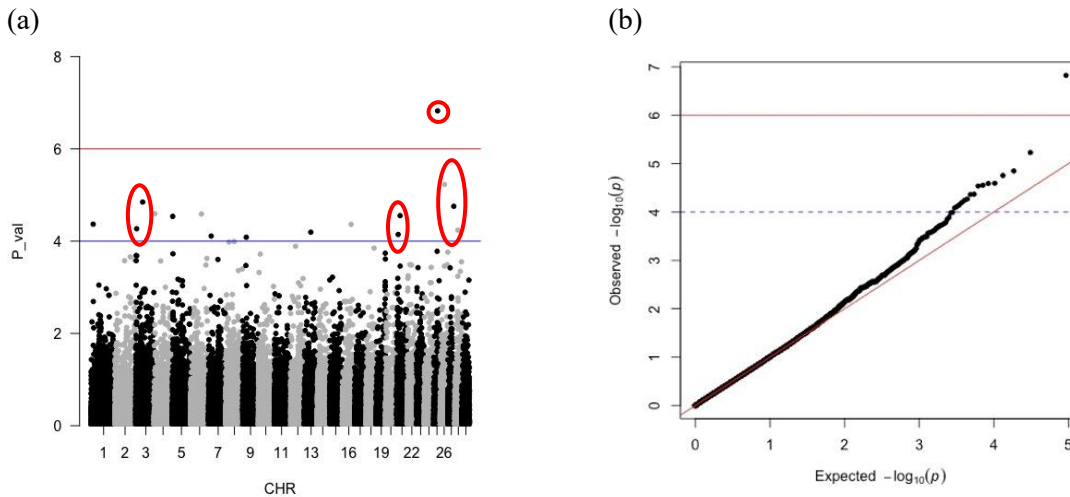 (a)
(b)
8
6
4
2
0
P_val
1 2 3 5 7 9 11 13 16 19 22 26
CHR
7
6
5
4
3
2
1
0
Observed −log10(p)
0 1 2 3 4 5
Expected −log10(p)